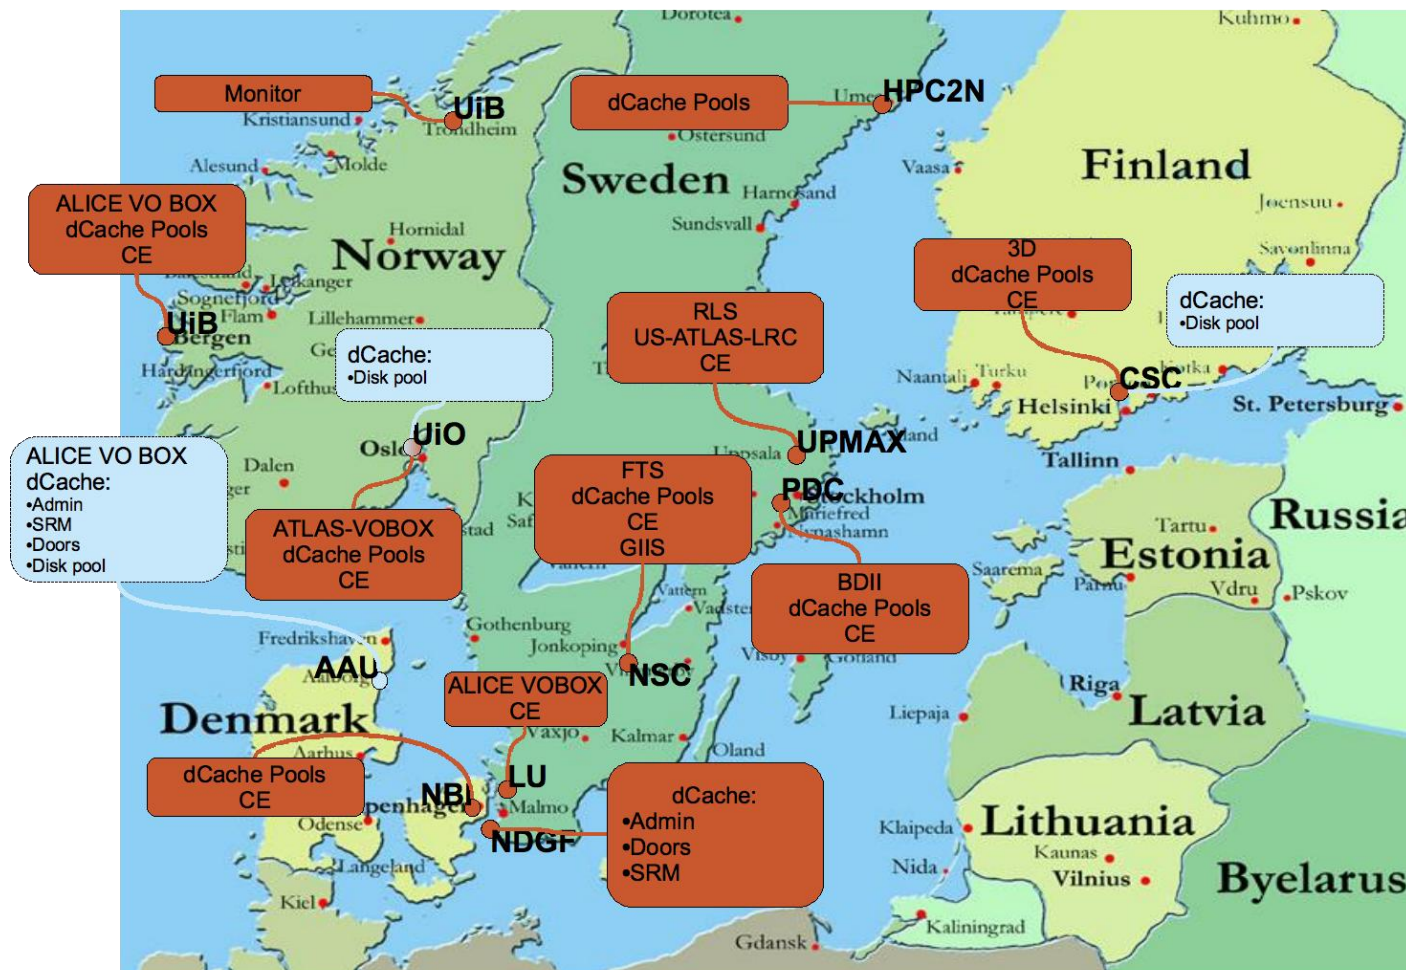 Dorotea
Kuhmo
Monitor
UiB
Kristiansund
Trondheim
dCache Pools
HPC2N
Ostersund
Alesund
Molde
Sweden
Vaasa
Finland
Harnosand
Joensuu
ALICE VO BOX
dCache Pools
CE
Hornidal
Norway
Sundsvall
Savonlinna
3D
dCache Pools
CE
Leikanger
Sognefjord
Flam
Lillehammer
UiB
Bergen
RLS
US-ATLAS-LRC
CE
dCache:
•Disk pool
dCache:
•Disk pool
Hardangerfjord
Naantali
Turku
CSC
Helsinki
St. Petersburg
UiO
Dalen
UPMAX
Uppsala
Tallinn
ALICE VO BOX
dCache:
•Admin
•SRM
•Doors
•Disk pool
ATLAS-VOBOX
dCache Pools
CE
FTS
dCache Pools
CE
GIIS
PDC
Stockholm
Mariefred
Nynashamn
Russia
Tartu
Estonia
Saarema
Parnu
Vdru
Pskov
BDII
dCache Pools
CE
Vattern
Fredrikshaven
Gothenburg
Jonkoping
Visby
Gotland
AAU
Aalborg
NSC
ALICE VOBOX
CE
Riga
Latvia
Liepaja
Denmark
Vaxjo
Kalmar
Oland
Aarhus
dCache Pools
CE
NBI
LU
Malmo
Odense
NDGF
dCache:
•Admin
•Doors
•SRM
Klaipeda
Lithuania
Kaunas
Nida
Vilnius
Langeland
Byelarus
Kiel
Kaliningrad
Gdansk